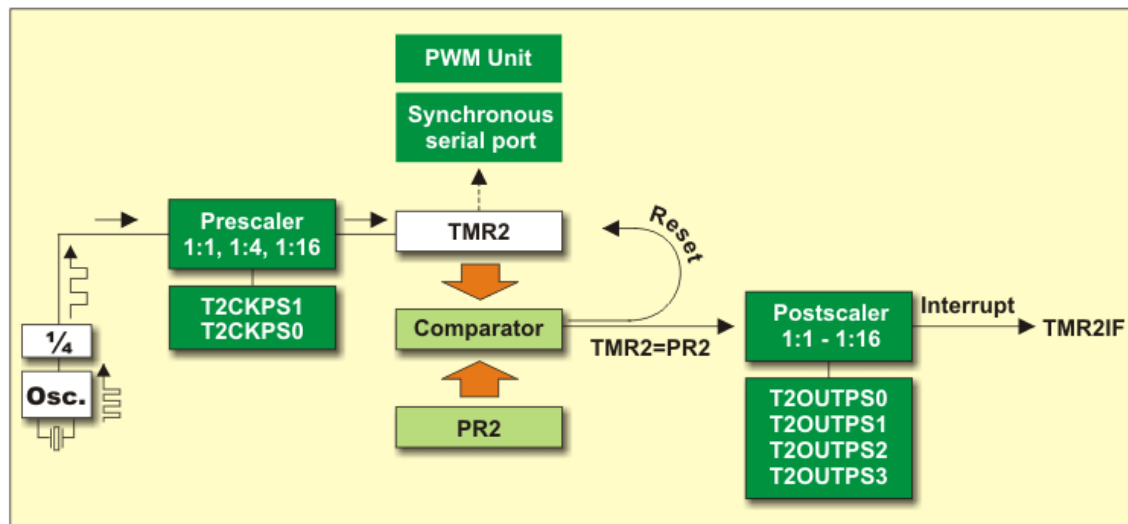 PWM Unit
Synchronous
serial port
Prescaler
1:1, 1:4, 1:16
TMR2
Reset
T2CKPS1
T2CKPS0
Comparator
TMR2=PR2
Postscaler
1:1 - 1:16
Interrupt
TMR2IF
¼
Osc.
PR2
T2OUTPS0
T2OUTPS1
T2OUTPS2
T2OUTPS3